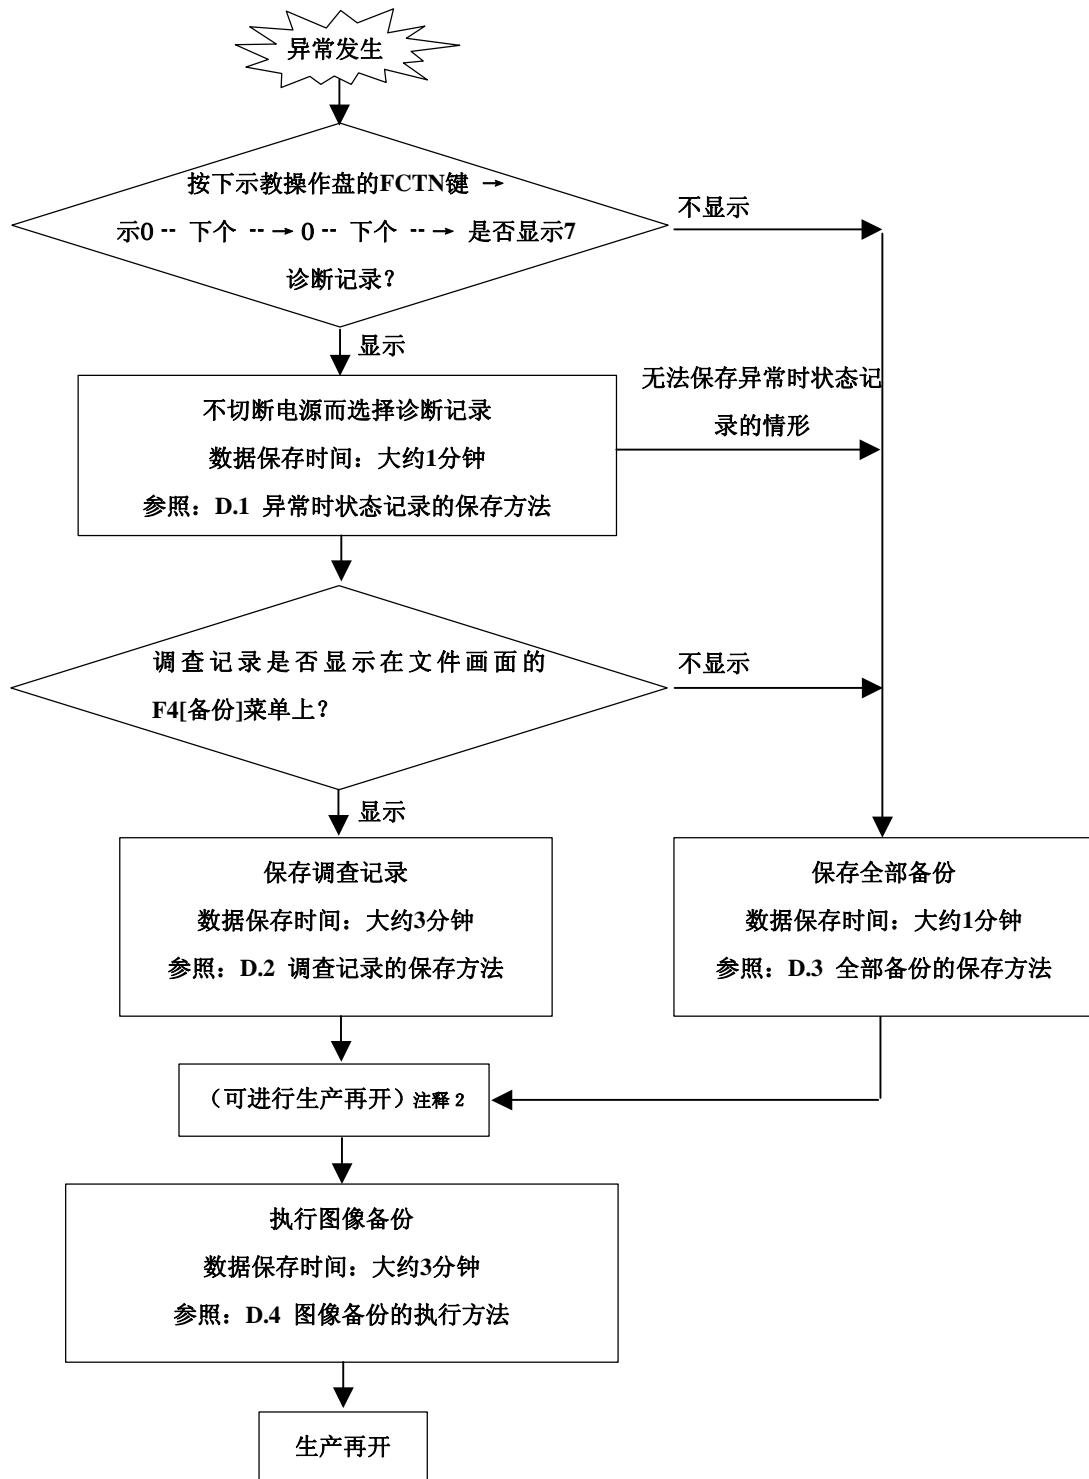 异常发生
按下示教操作盘的FCTN键 →
示0 -- 下个 --→ 0 -- 下个 --→ 是否显示7
诊断记录？
不显示
显示
不切断电源而选择诊断记录
数据保存时间：大约1分钟
参照：D.1 异常时状态记录的保存方法
无法保存异常时状态记
录的情形
调查记录是否显示在文件画面的
F4[备份]菜单上？
不显示
显示
保存调查记录
数据保存时间：大约3分钟
参照：D.2 调查记录的保存方法
保存全部备份
数据保存时间：大约1分钟
参照：D.3 全部备份的保存方法
（可进行生产再开）注释 2
执行图像备份
数据保存时间：大约3分钟
参照：D.4 图像备份的执行方法
生产再开